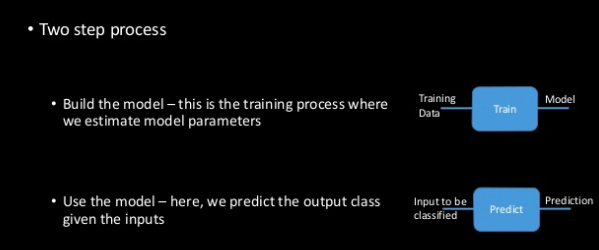 • Two step process
• Build the model – this is the training process where
we estimate model parameters
Training
Data
Train
Model
• Use the model – here, we predict the output class
given the inputs
Input to be
classified
Predict
Prediction